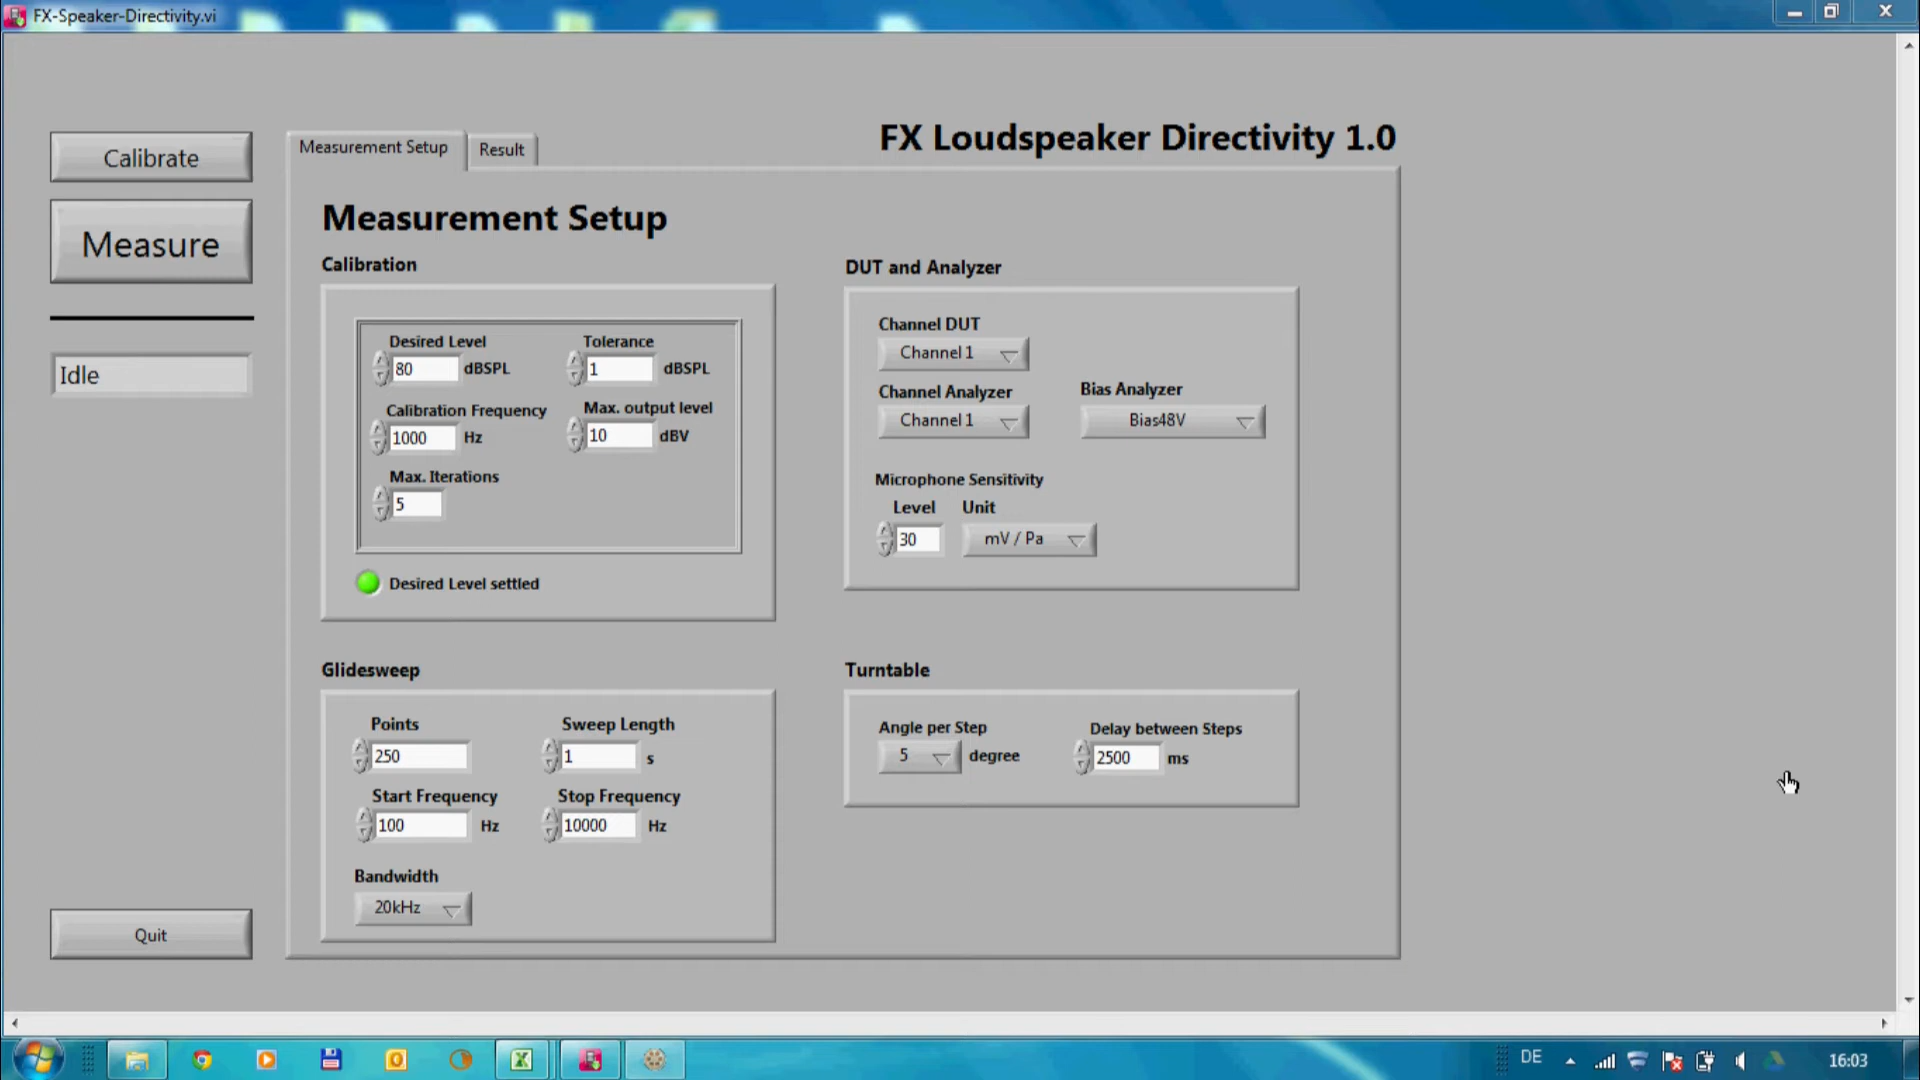 FX-Speaker-Directivity.vi
FX Loudspeaker Directivity 1.0
Calibrate
Measure
Idle
Quit
Measurement Setup
Result
Measurement Setup
Calibration
Desired Level
Tolerance
80 dBSPL
1 dBSPL
Calibration Frequency
Max. output level
1000 Hz
10 dBV
Max. Iterations
5
Desired Level settled
DUT and Analyzer
Channel DUT
Channel 1
Channel Analyzer
Bias Analyzer
Channel 1
Bias48V
Microphone Sensitivity
Level Unit
30 mV / Pa
Glidesweep
Points
Sweep Length
250
1 s
Start Frequency
Stop Frequency
100 Hz
10000 Hz
Bandwidth
20kHz
Turntable
Angle per Step
Delay between Steps
5 degree
2500 ms
DE
16:03